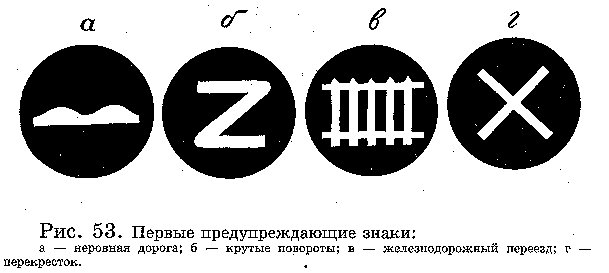 а б в г
Рис. 53. Первые предупреждающие знаки:
а — неровная дорога; б — крутые повороты; в — железнодорожный переезд; г —
перекресток.